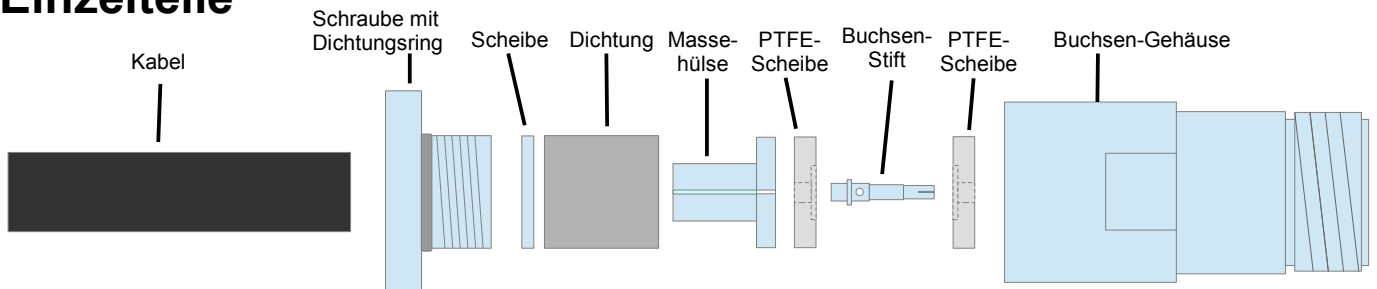 Einzelteile
Kabel
Schraube mit
Dichtungsring
Scheibe
Dichtung
Masse-
hülse
PTFE-
Scheibe
Buchsen-
Stift
PTFE-
Scheibe
Buchsen-Gehäuse